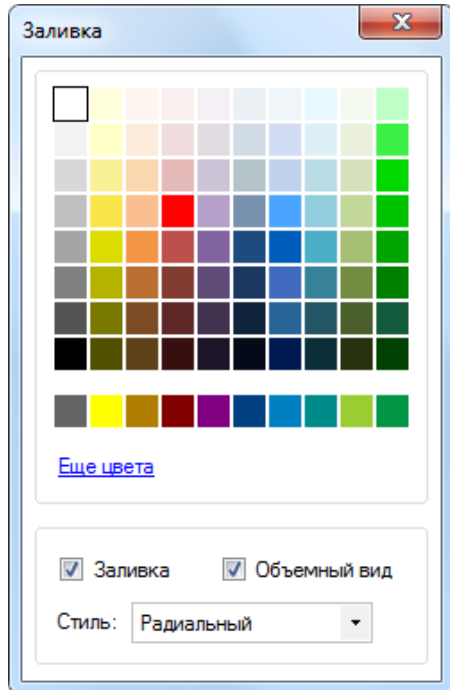 Заливка
Еще цвета
Заливка
Объемный вид
Стиль:
Радиальный